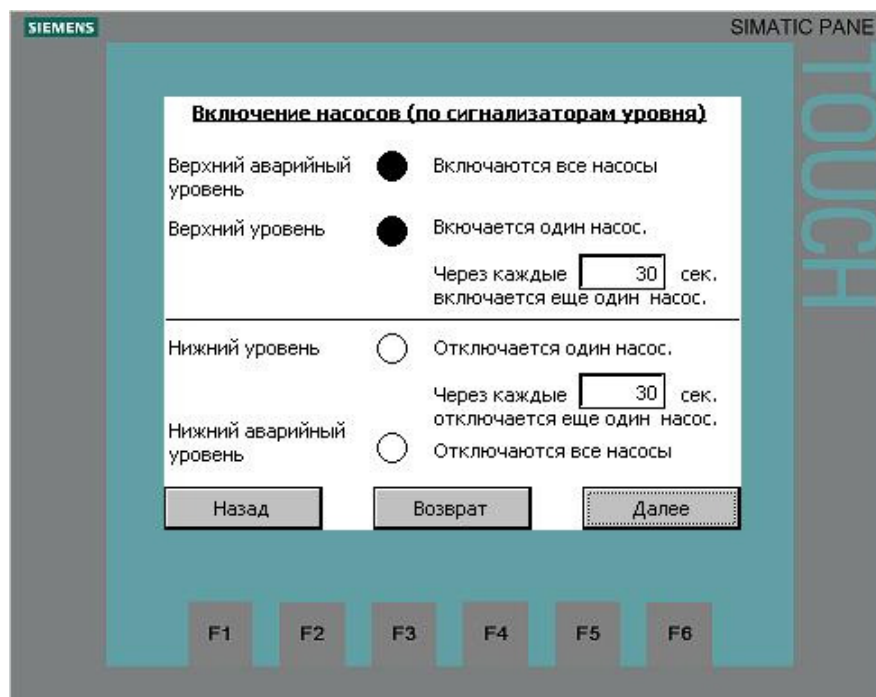 SIEMENS
SIMATIC PANE
TOUCH
Включение насосов (по сигнализаторам уровня)
Верхний аварийный уровень
Включаются все насосы
Верхний уровень
Вкючается один насос.
Через каждые 30 сек.
включается еще один насос.
Нижний уровень
Отключается один насос.
Через каждые 30 сек.
отключается еще один насос.
Нижний аварийный уровень
Отключаются все насосы
Назад Возврат Далее
F1 F2 F3 F4 F5 F6